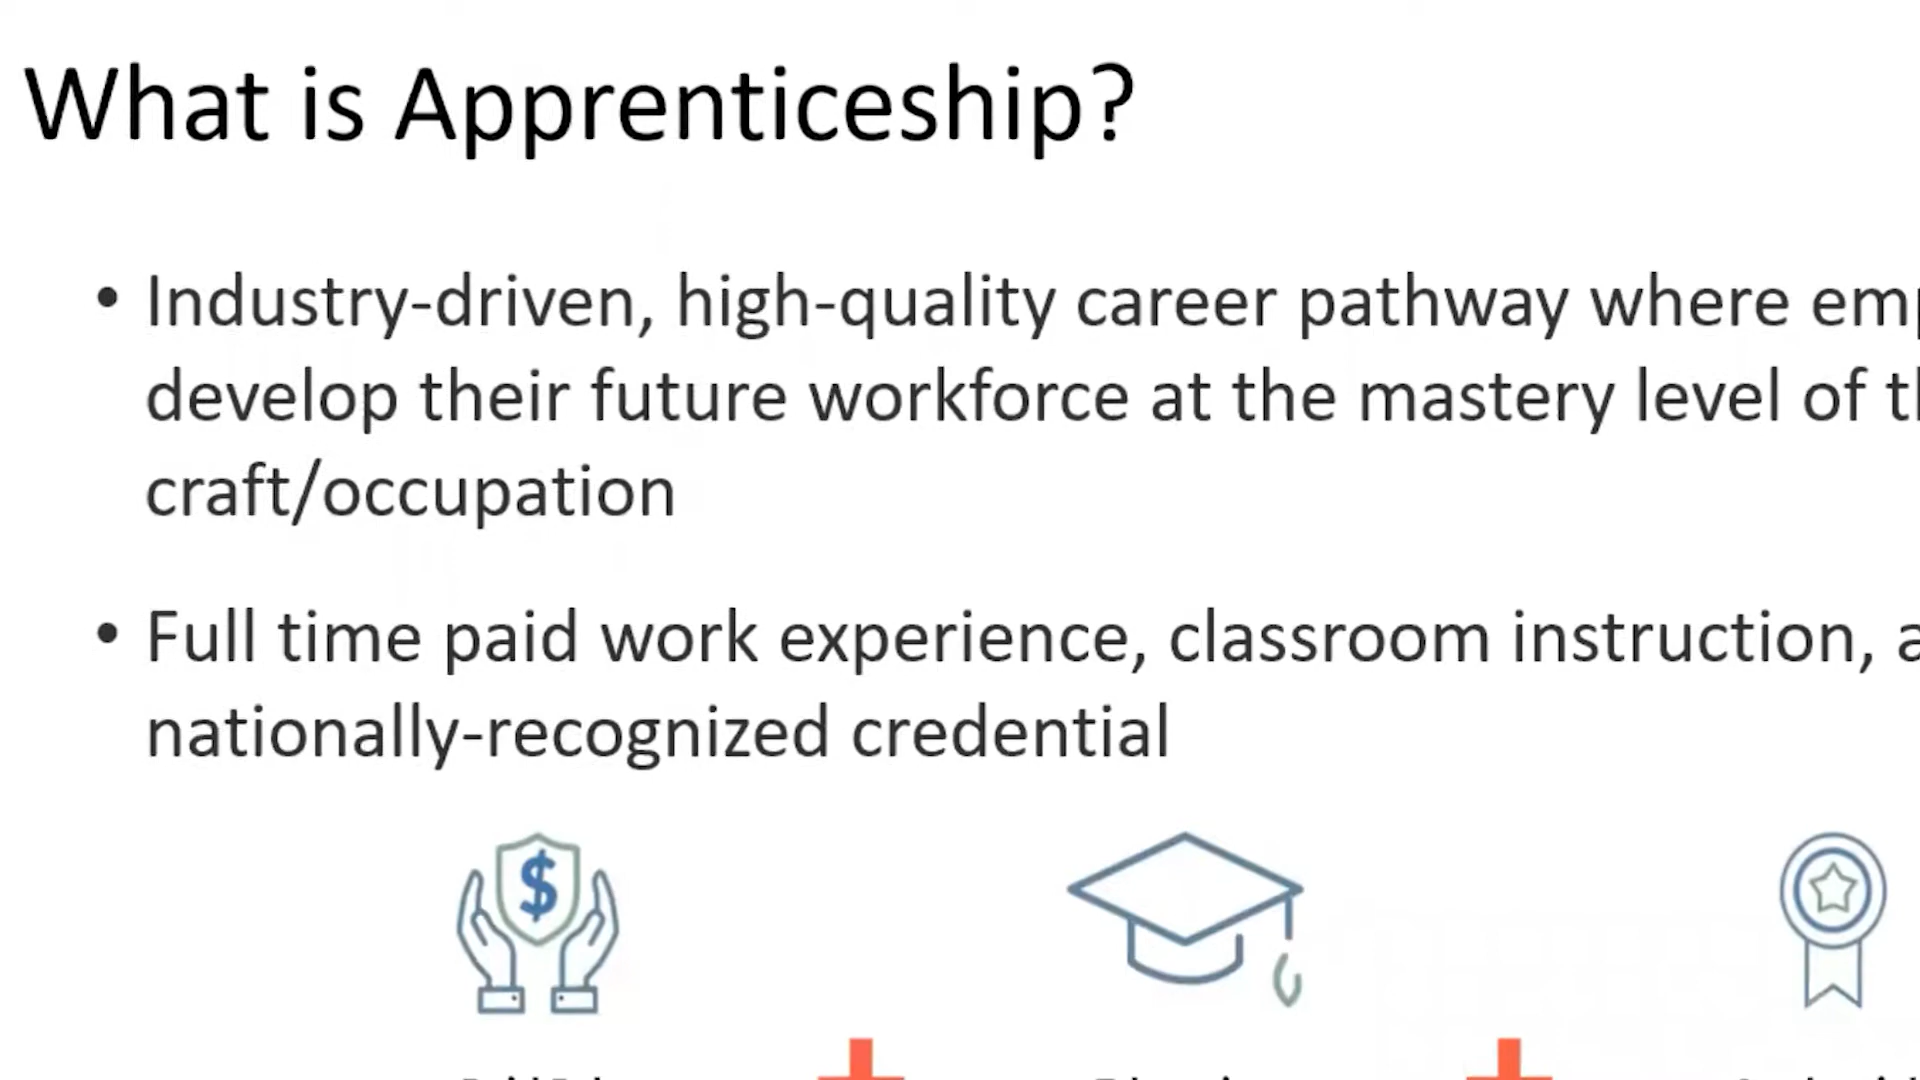 What is Apprenticeship?
• Industry-driven, high-quality career pathway where
develop their future workforce at the mastery level of
craft/occupation
• Full time paid work experience, classroom instruction,
nationally-recognized credential
$